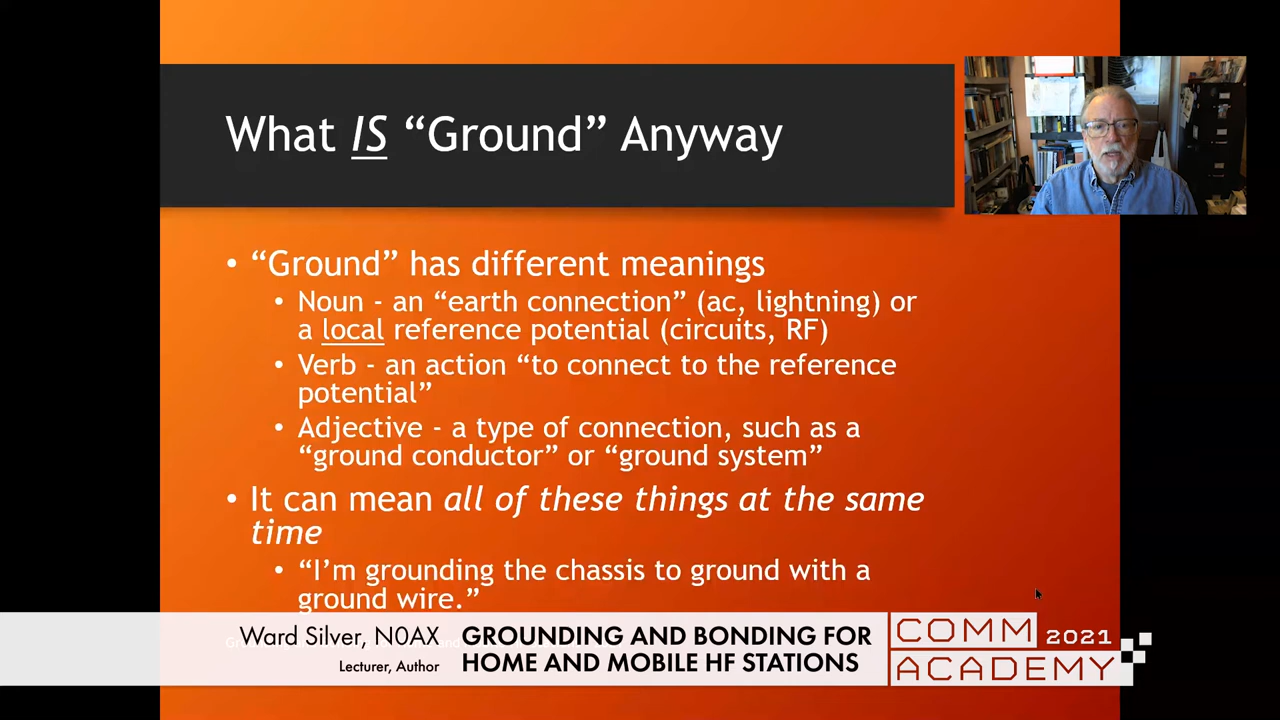 What IS “Ground” Anyway
• “Ground” has different meanings
• Noun - an “earth connection” (ac, lightning) or
a local reference potential (circuits, RF)
• Verb - an action “to connect to the reference
potential”
• Adjective - a type of connection, such as a
“ground conductor” or “ground system”
• It can mean all of these things at the same
time
• “I’m grounding the chassis to ground with a
ground wire.”
Ward Silver, N0AX
Lecturer, Author
GROUNDING AND BONDING FOR
HOME AND MOBILE HF STATIONS
COMM 2021
ACADEMY